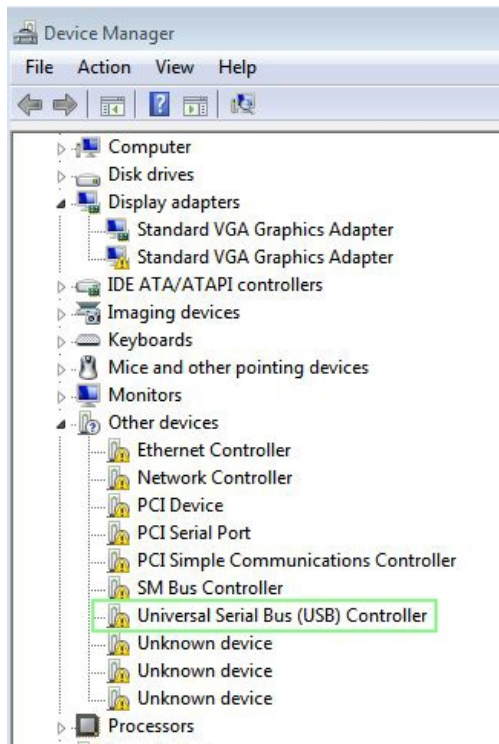 Device Manager
File Action View Help
Computer
Disk drives
Display adapters
Standard VGA Graphics Adapter
Standard VGA Graphics Adapter
IDE ATA/ATAPI controllers
Imaging devices
Keyboards
Mice and other pointing devices
Monitors
Other devices
Ethernet Controller
Network Controller
PCI Device
PCI Serial Port
PCI Simple Communications Controller
SM Bus Controller
Universal Serial Bus (USB) Controller
Unknown device
Unknown device
Unknown device
Processors